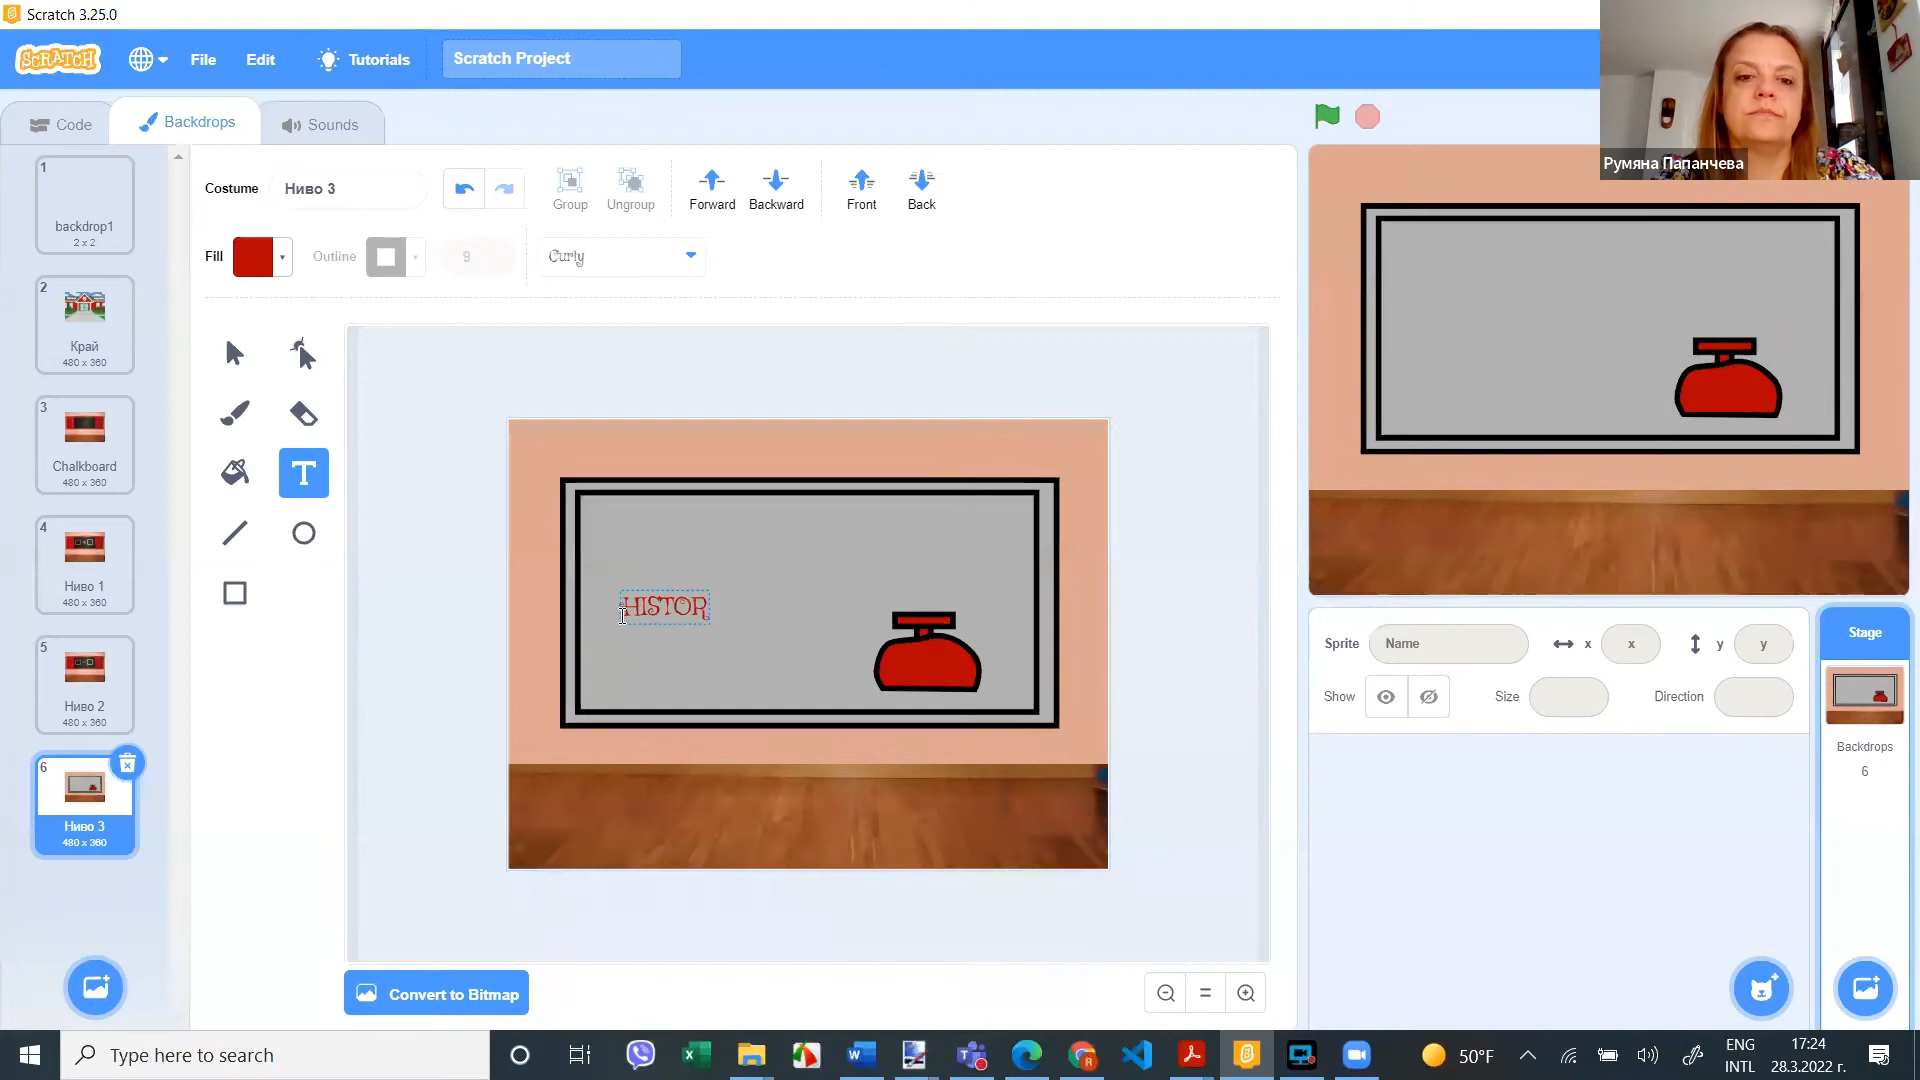 Scratch 3.25.0
SCRATCH
File
Edit
Tutorials
Scratch Project
Румяна Папанчева
Code
Backdrops
Sounds
Costume
Ниво 3
Group
Ungroup
Forward
Backward
Front
Back
Fill
Outline
9
Curly
1
backdrop1
2 x 2
2
Край
480 x 360
3
Chalkboard
480 x 360
4
Ниво 1
480 x 360
5
Ниво 2
480 x 360
6
Ниво 3
480 x 360
T
HISTOR
Convert to Bitmap
Sprite
Name
x
x
y
y
Show
Size
Direction
Stage
Backdrops
6
Type here to search
50°F
ENG
INTL
17:24
28.3.2022 г.